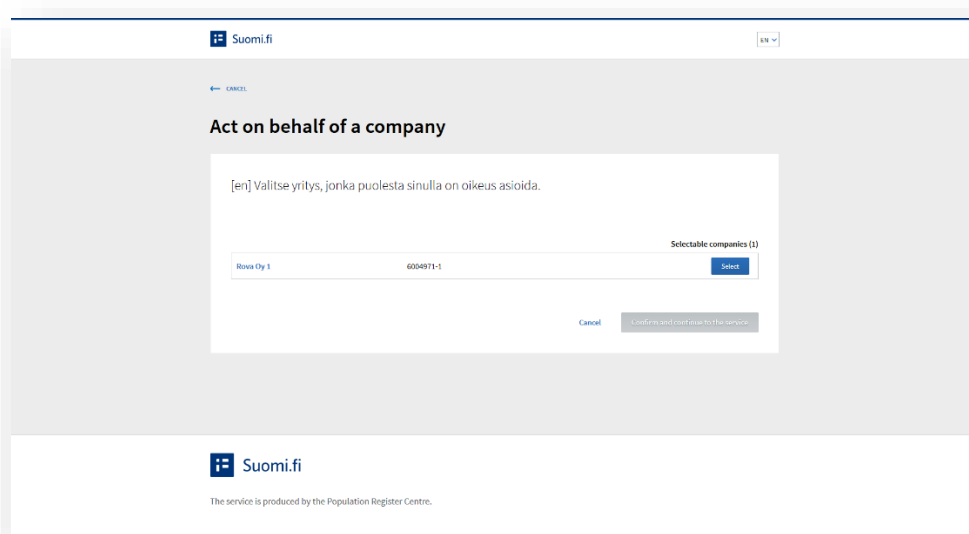 Suomi.fi
EN
← CANCEL
Act on behalf of a company
[en] Valitse yritys, jonka puolesta sinulla on oikeus asioida.
Selectable companies (1)
Rova Oy 1 6004971-1 Select
Cancel Confirm and continue to the service
Suomi.fi
The service is produced by the Population Register Centre.